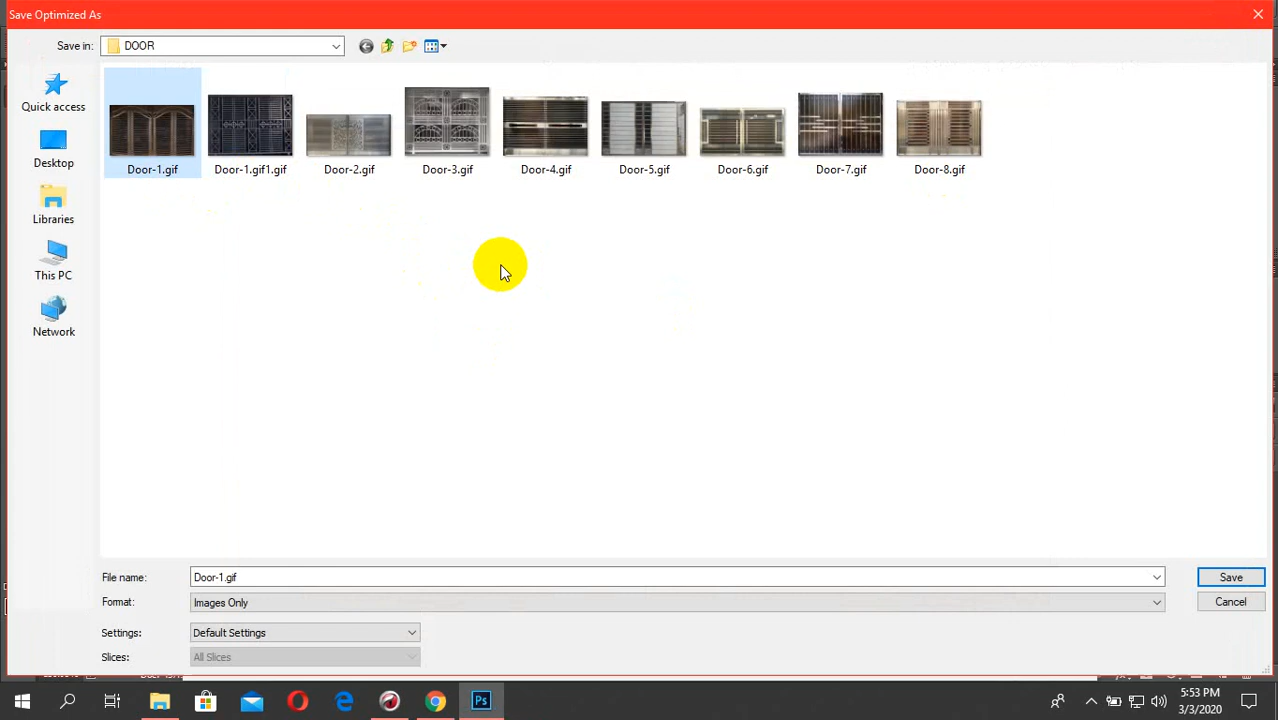 Save Optimized As
Save in: DOOR
Quick access
Desktop
Libraries
This PC
Network
Door-1.gif Door-1.gif1.gif Door-2.gif Door-3.gif Door-4.gif Door-5.gif Door-6.gif Door-7.gif Door-8.gif
File name: Door-1.gif Save
Format: Images Only Cancel
Settings: Default Settings
Slices: All Slices
Ps
5:53 PM
3/3/2020